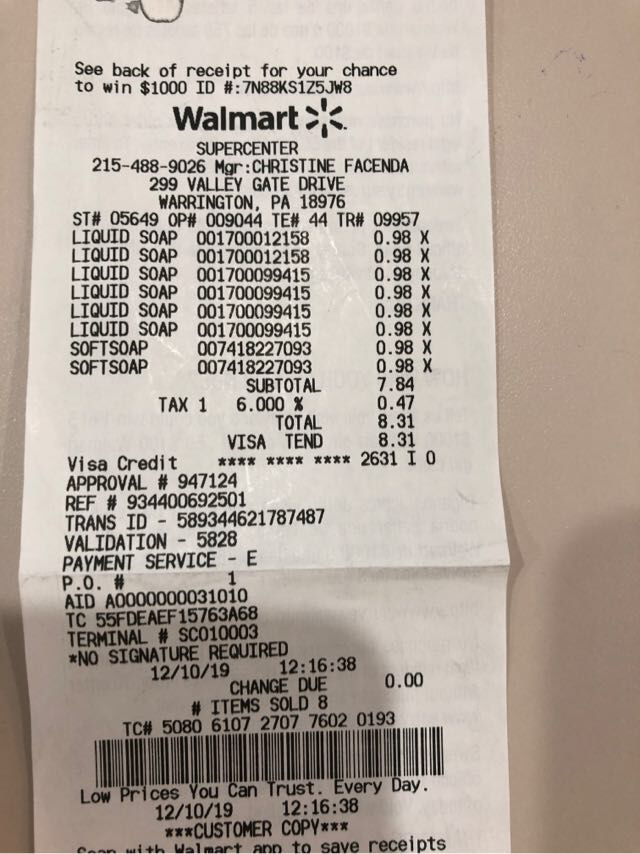 See back of receipt for your chance
to win $1000 ID #:7N88KS1Z5JW8
Walmart
SUPERCENTER
215-488-9026 Mgr:CHRISTINE FACENDA
299 VALLEY GATE DRIVE
WARRINGTON, PA 18976
ST# 05649 OP# 009044 TE# 44 TR# 09957
LIQUID SOAP 001700012158 0.98 X
LIQUID SOAP 001700012158 0.98 X
LIQUID SOAP 001700099415 0.98 X
LIQUID SOAP 001700099415 0.98 X
LIQUID SOAP 001700099415 0.98 X
LIQUID SOAP 001700099415 0.98 X
SOFTSOAP 007418227093 0.98 X
SOFTSOAP 007418227093 0.98 X
SUBTOTAL 7.84
TAX 1 6.000 % 0.47
TOTAL 8.31
VISA TEND 8.31
Visa Credit **** **** **** 2631 I 0
APPROVAL # 947124
REF # 934400692501
TRANS ID - 589344621787487
VALIDATION - 5828
PAYMENT SERVICE - E
P.O. # 1
AID A0000000031010
TC 55FDEAEF15763A68
TERMINAL # SC010003
*NO SIGNATURE REQUIRED
12/10/19 12:16:38
CHANGE DUE 0.00
# ITEMS SOLD 8
TC# 5080 6107 2707 7602 0193
Low Prices You Can Trust. Every Day.
12/10/19 12:16:38
***CUSTOMER COPY***
Scan with Walmart app to save receipts